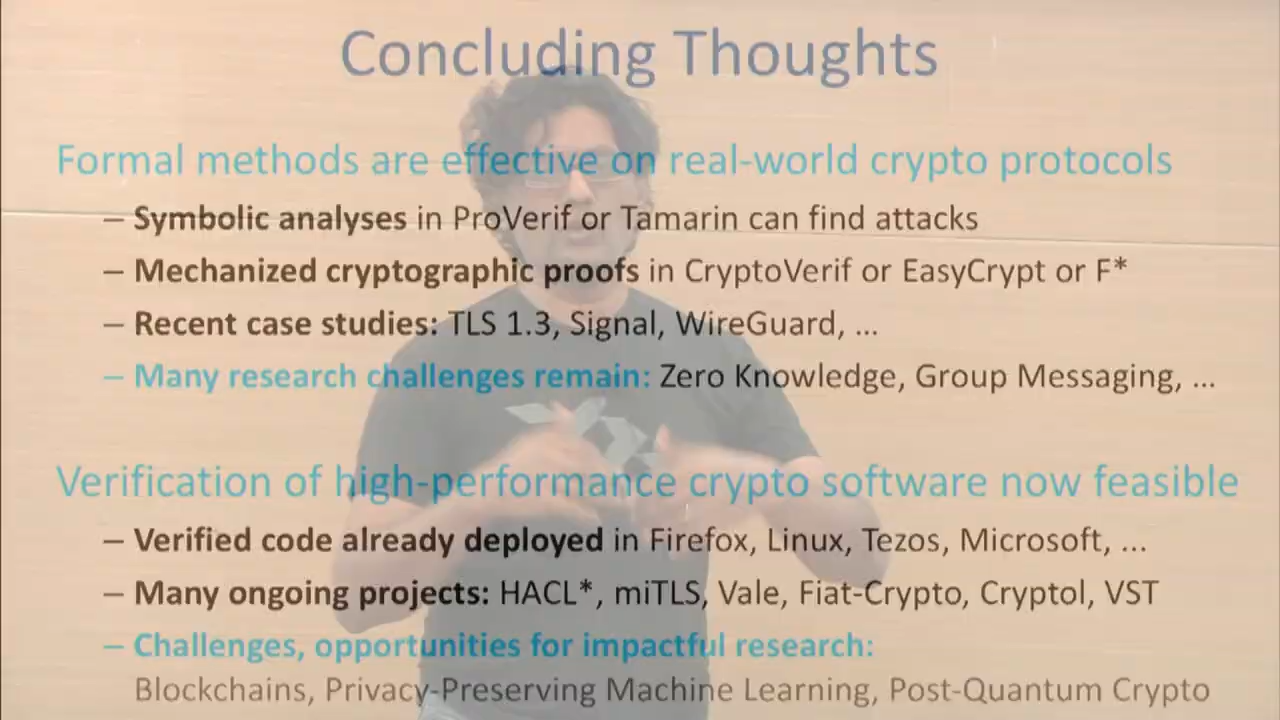 Concluding Thoughts
Formal methods are effective on real-world crypto protocols
– Symbolic analyses in ProVerif or Tamarin can find attacks
– Mechanized cryptographic proofs in CryptoVerif or EasyCrypt or F*
– Recent case studies: TLS 1.3, Signal, WireGuard, ...
– Many research challenges remain: Zero Knowledge, Group Messaging, ...
Verification of high-performance crypto software now feasible
– Verified code already deployed in Firefox, Linux, Tezos, Microsoft, ...
– Many ongoing projects: HACL*, miTLS, Vale, Fiat-Crypto, Cryptol, VST
– Challenges, opportunities for impactful research:
Blockchains, Privacy-Preserving Machine Learning, Post-Quantum Crypto